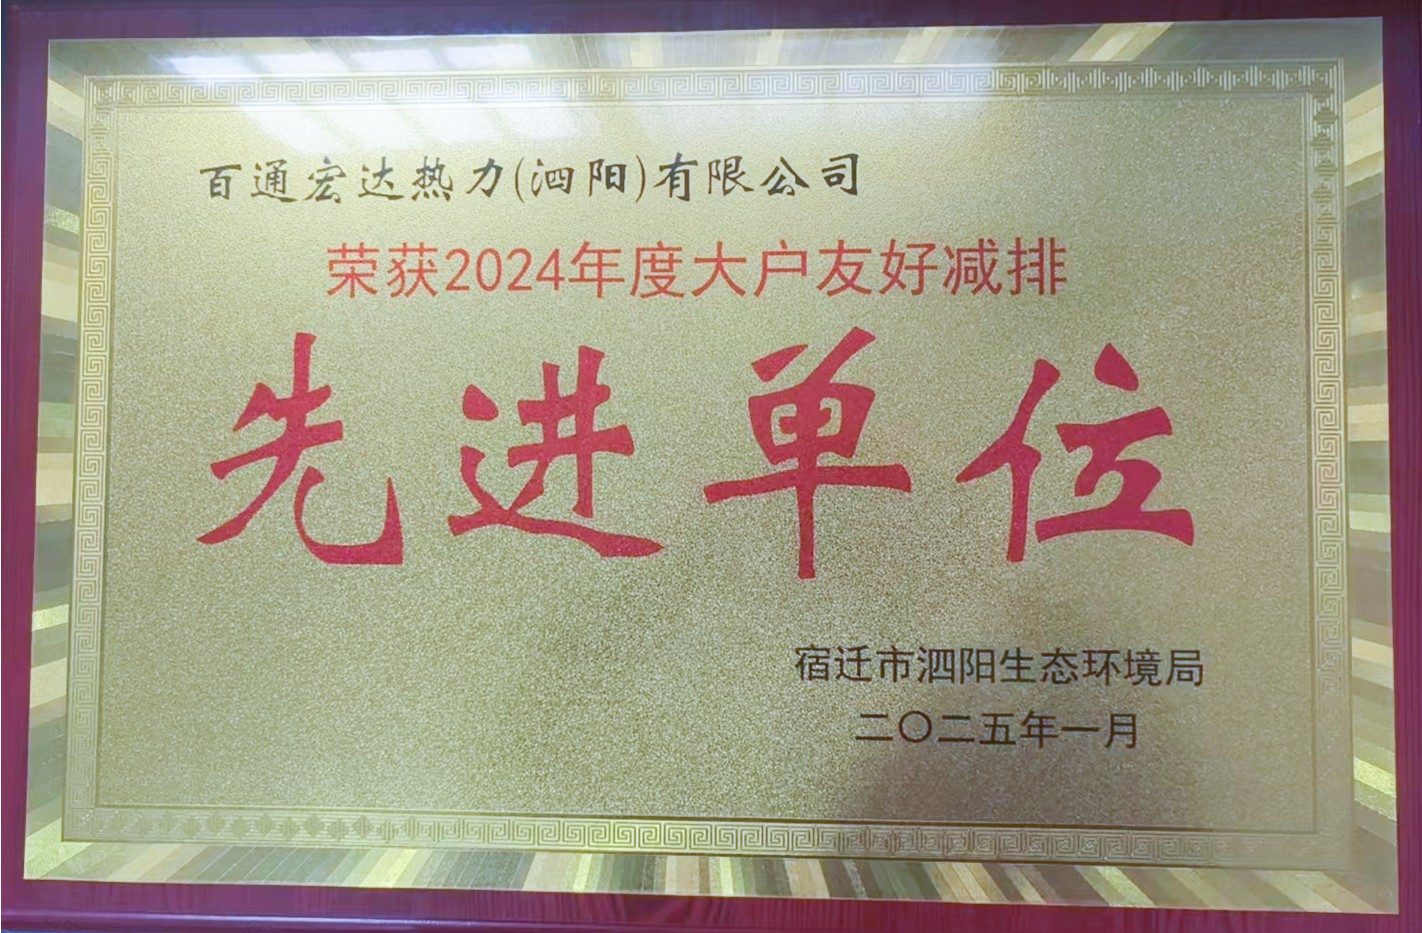 百通宏达热力(泗阳)有限公司
荣获2024年度大户友好减排
先进单位
宿迁市泗阳生态环境局
二〇二五年一月